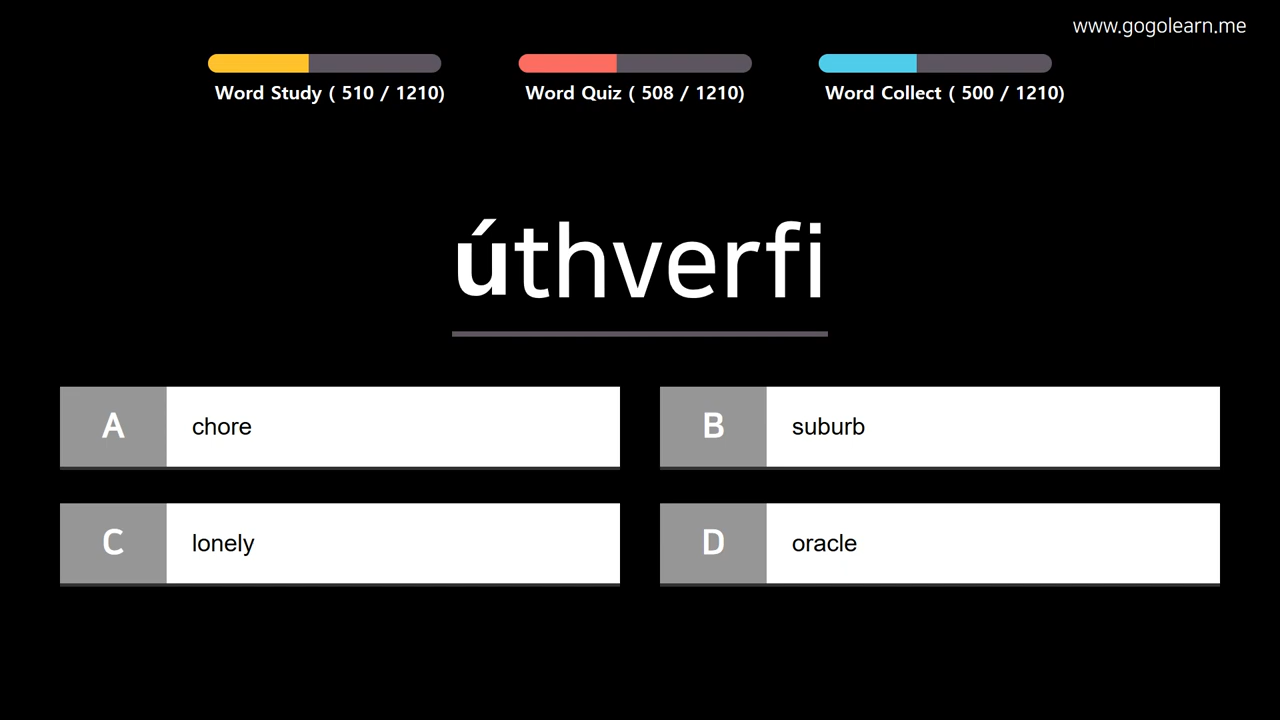 www.gogolearn.me
Word Study ( 510 / 1210)
Word Quiz ( 508 / 1210)
Word Collect ( 500 / 1210)
úthverfi
A chore
B suburb
C lonely
D oracle